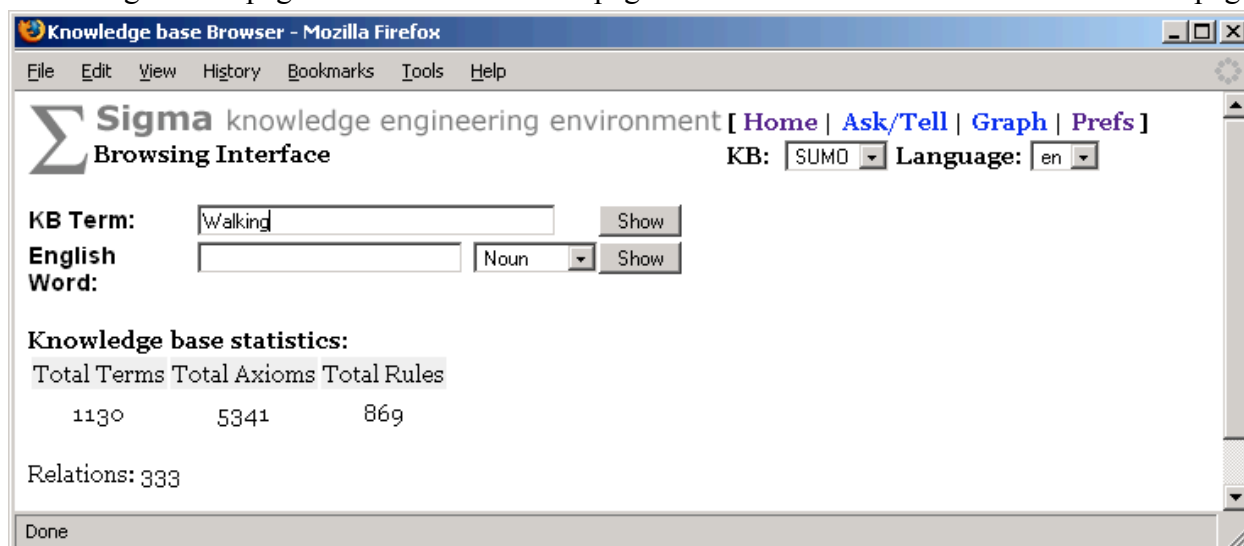 Knowledge base Browser - Mozilla Firefox
File Edit View History Bookmarks Tools Help
Σ Sigma knowledge engineering environment [ Home | Ask/Tell | Graph | Prefs ]
Browsing Interface KB: SUMO Language: en
KB Term: Walking Show
English Word: Noun Show
Knowledge base statistics:
Total Terms Total Axioms Total Rules
1130 5341 869
Relations: 333
Done